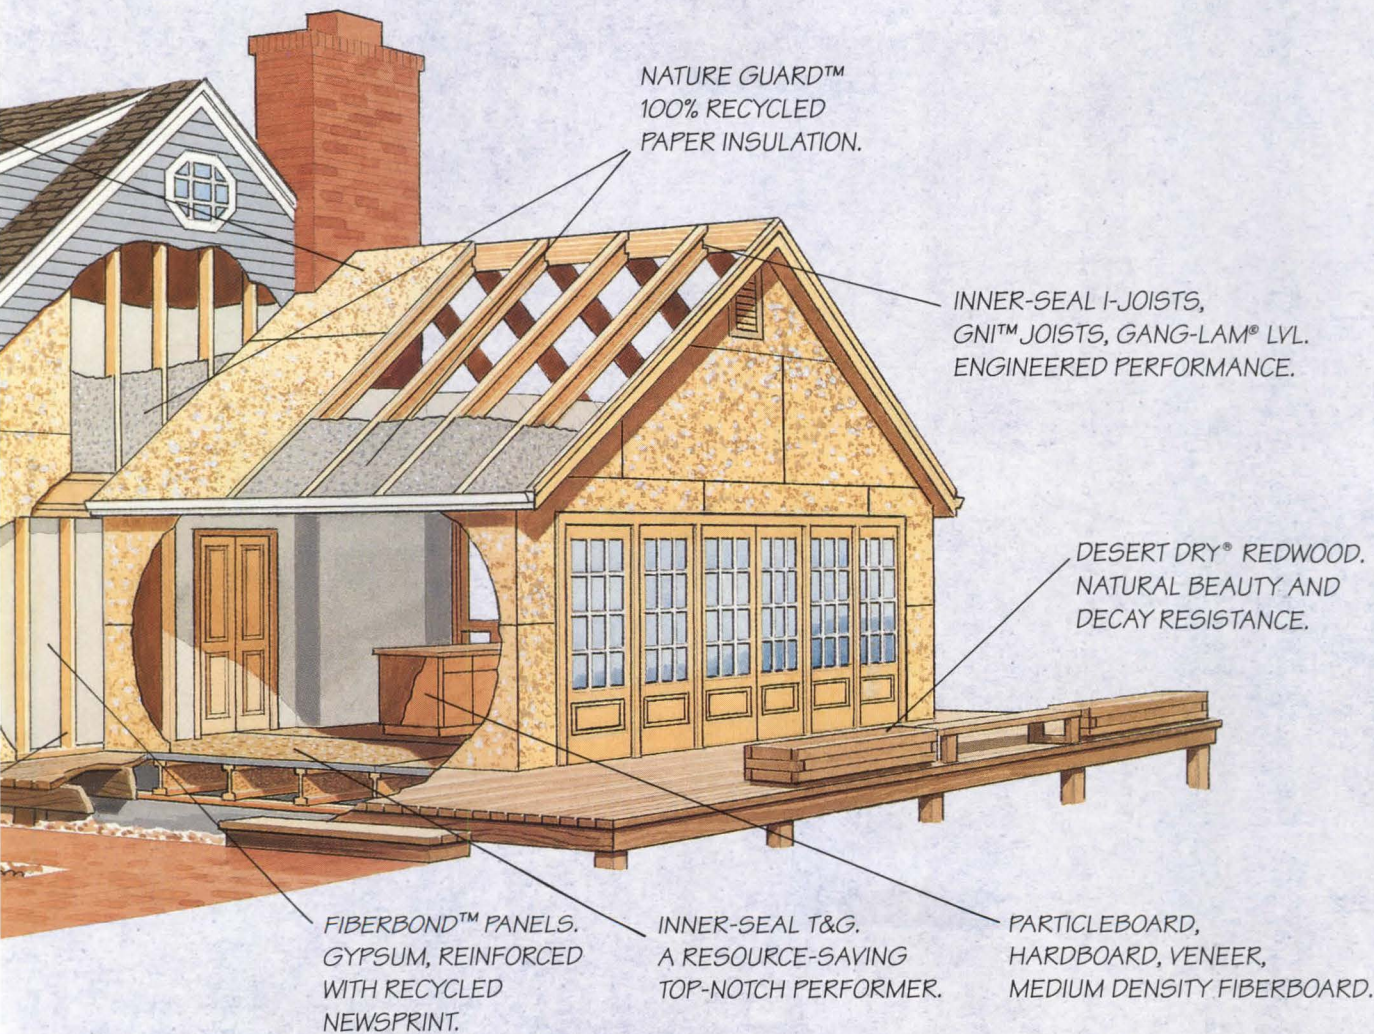 NATURE GUARD™
100% RECYCLED
PAPER INSULATION.
INNER-SEAL I-JOISTS,
GNI™ JOISTS, GANG-LAM® LVL.
ENGINEERED PERFORMANCE.
DESERT DRY® REDWOOD.
NATURAL BEAUTY AND
DECAY RESISTANCE.
FIBERBOND™ PANELS.
GYPSUM, REINFORCED
WITH RECYCLED
NEWSPRINT.
INNER-SEAL T&G.
A RESOURCE-SAVING
TOP-NOTCH PERFORMER.
PARTICLEBOARD,
HARDBOARD, VENEER,
MEDIUM DENSITY FIBERBOARD.